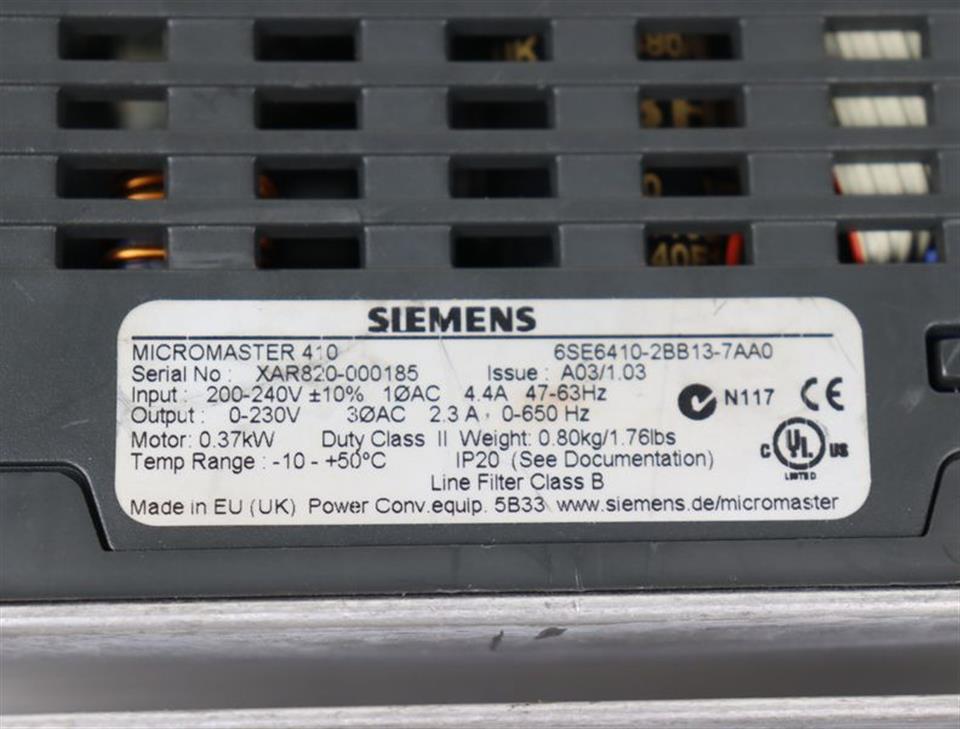 SIEMENS
MICROMASTER 410 6SE6410-2BB13-7AA0
Serial No : XAR820-000185 Issue : A03/1.03
Input : 200-240V ±10% 1ØAC 4.4A 47-63Hz
Output : 0-230V 3ØAC 2.3 A 0-650 Hz
N117 CE
Motor: 0.37kW Duty Class II Weight: 0.80kg/1.76lbs
C UL US
LISTED
Temp Range : -10 - +50°C IP20 (See Documentation)
Line Filter Class B
Made in EU (UK) Power Conv.equip. 5B33 www.siemens.de/micromaster